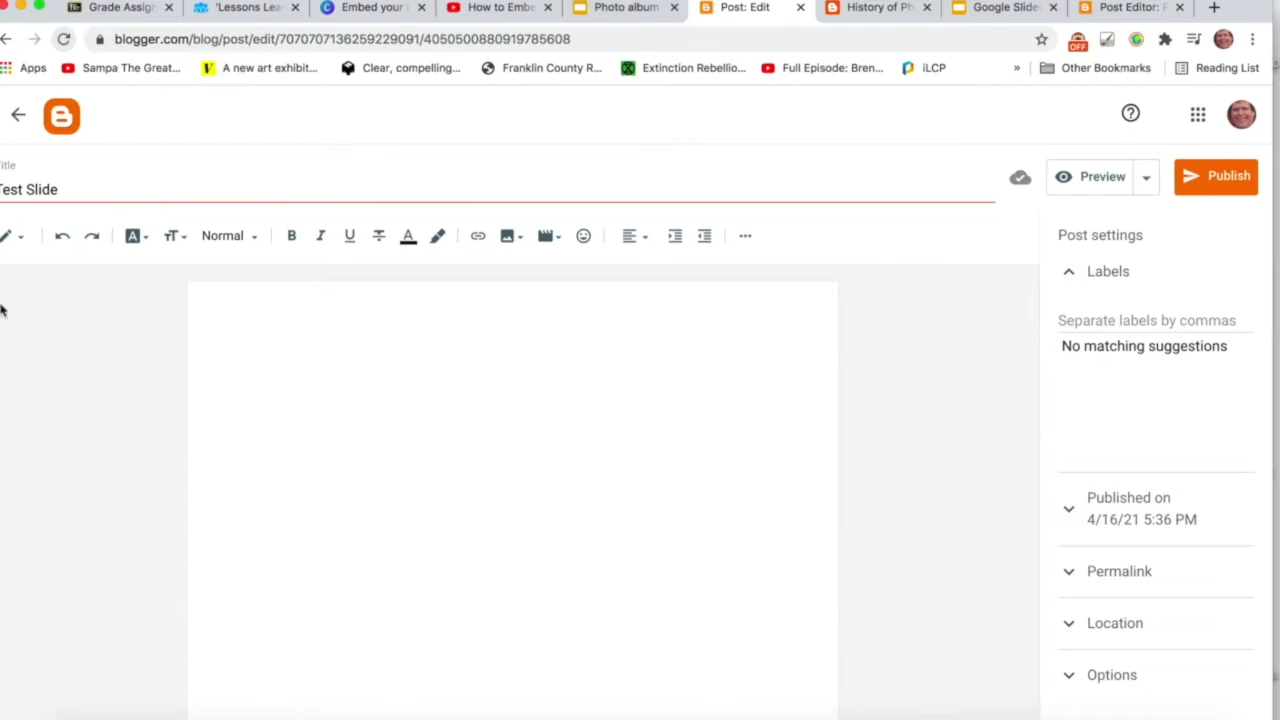 Grade Assign
'Lessons Lea
Embed your
How to Embe
Photo album
Post: Edit
History of Ph
Google Slide
Post Editor: P
blogger.com/blog/post/edit/7070707136259229091/4050500880919785608
OFF
Apps
Sampa The Great...
A new art exhibit...
Clear, compelling...
Franklin County R...
Extinction Rebellio...
Full Episode: Bren...
iLCP
»
Other Bookmarks
Reading List
Title
Test Slide
Preview
Publish
Normal
B I U A
Post settings
Labels
Separate labels by commas
No matching suggestions
Published on
4/16/21 5:36 PM
Permalink
Location
Options